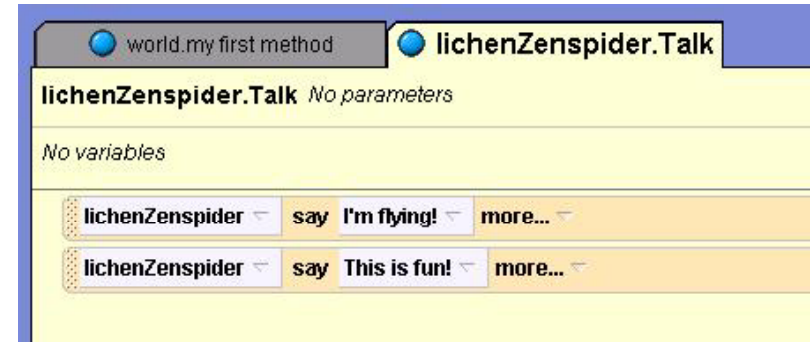 world.my first method lichenZenspider.Talk
lichenZenspider.Talk No parameters
No variables
lichenZenspider say I'm flying! more...
lichenZenspider say This is fun! more...